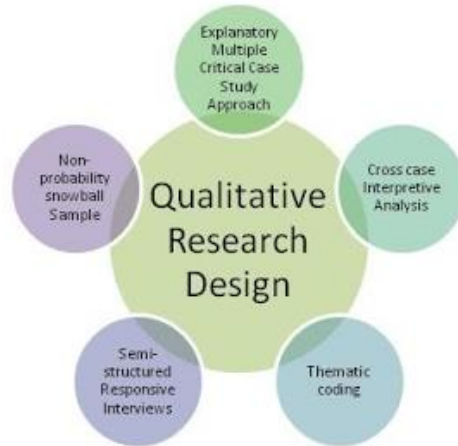 Explanatory
Multiple
Critical Case
Study
Approach
Non-
probability
snowball
Sample
Qualitative
Research
Design
Cross case
Interpretive
Analysis
Semi-
structured
Responsive
Interviews
Thematic
coding